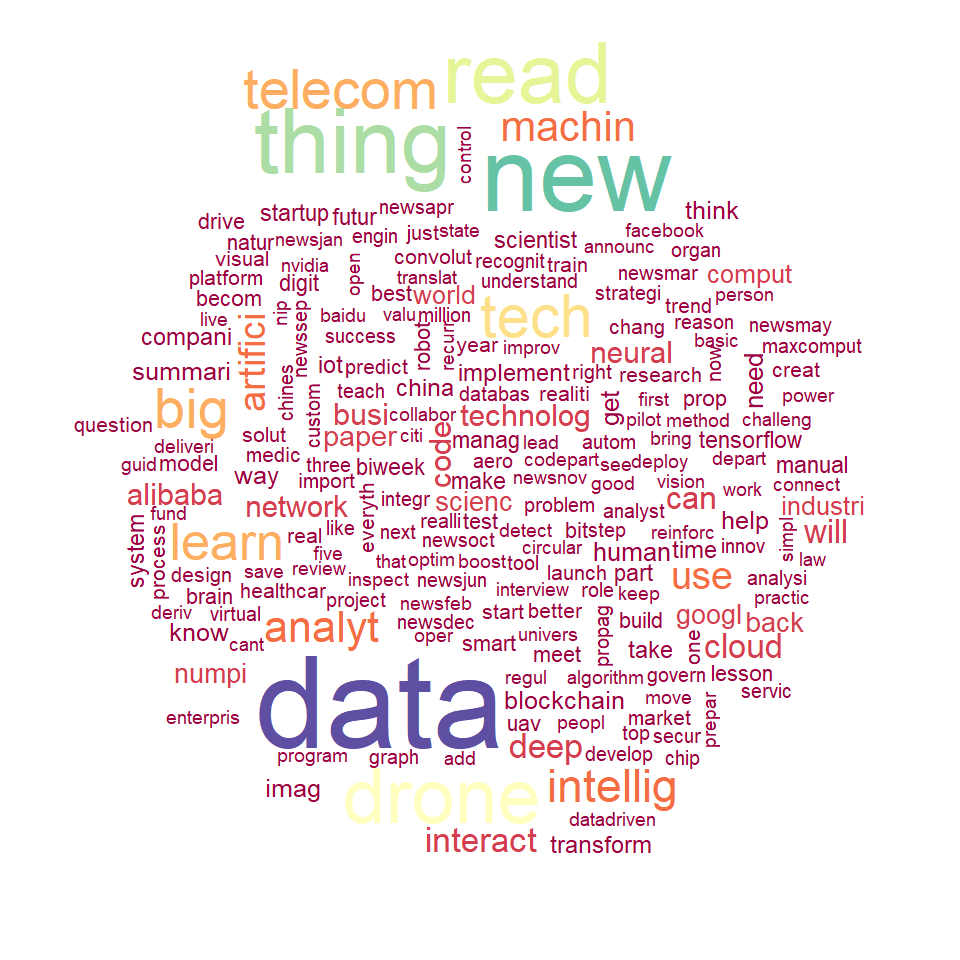 read
telecom
thing
machin
control
new
newsapr
startup
futur
drive
think
natur
newsjan
engin
just
state
scientist
facebook
announc
organ
visual
nvidia
open
convolut
recognit
train
newsmar
comput
platform
digit
translat
understand
strategi
person
becom
nip
best
world
trend
live
newssep
baidu
valu
million
tech
chang
reason
newsmay
compani
artifici
success
robot
recurr
year
improv
neural
basic
now
maxcomput
summari
chines
iot
predict
implement
right
research
need
creat
big
custom
teach
china
databas
realiti
get
first
prop
power
question
busi
collabor
technolog
pilot
method
challeng
deliveri
solut
paper
citi
code
manag
lead
autom
bring
tensorflow
guid
model
medic
three
biweek
aero
codepart
see
deploy
depart
manual
way
import
make
newsnov
good
vision
work
connect
alibaba
everyth
integr
scienc
problem
analyst
can
industri
fund
network
next
realli
test
detect
bitstep
reinforc
help
simpl
will
system
process
learn
real
like
newsoct
circular
human
time
innov
law
five
that
optim
boost
tool
design
save
review
inspect
newsjun
launch
part
use
analysi
brain
healthcar
project
interview
role
keep
practic
deriv
virtual
newsfeb
start
better
build
googl
back
know
cant
analyt
oper
newsdec
smart
univers
propag
take
one
cloud
meet
numpi
data
regul
algorithm
govern
lesson
servic
enterpris
blockchain
move
prepar
uav
peopl
market
top
secur
program
graph
add
deep
develop
chip
imag
drone
intellig
datadriven
interact
transform